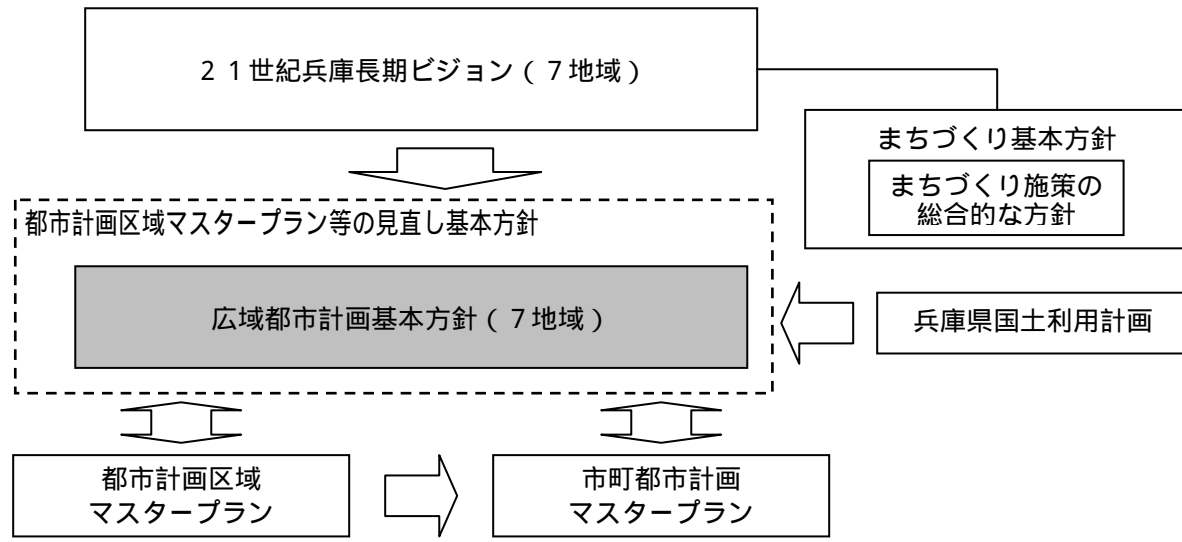 ２１世紀兵庫長期ビジョン（７地域）
まちづくり基本方針
まちづくり施策の
総合的な方針
都市計画区域マスタープラン等の見直し基本方針
広域都市計画基本方針（７地域）
兵庫県国土利用計画
都市計画区域
マスタープラン
市町都市計画
マスタープラン